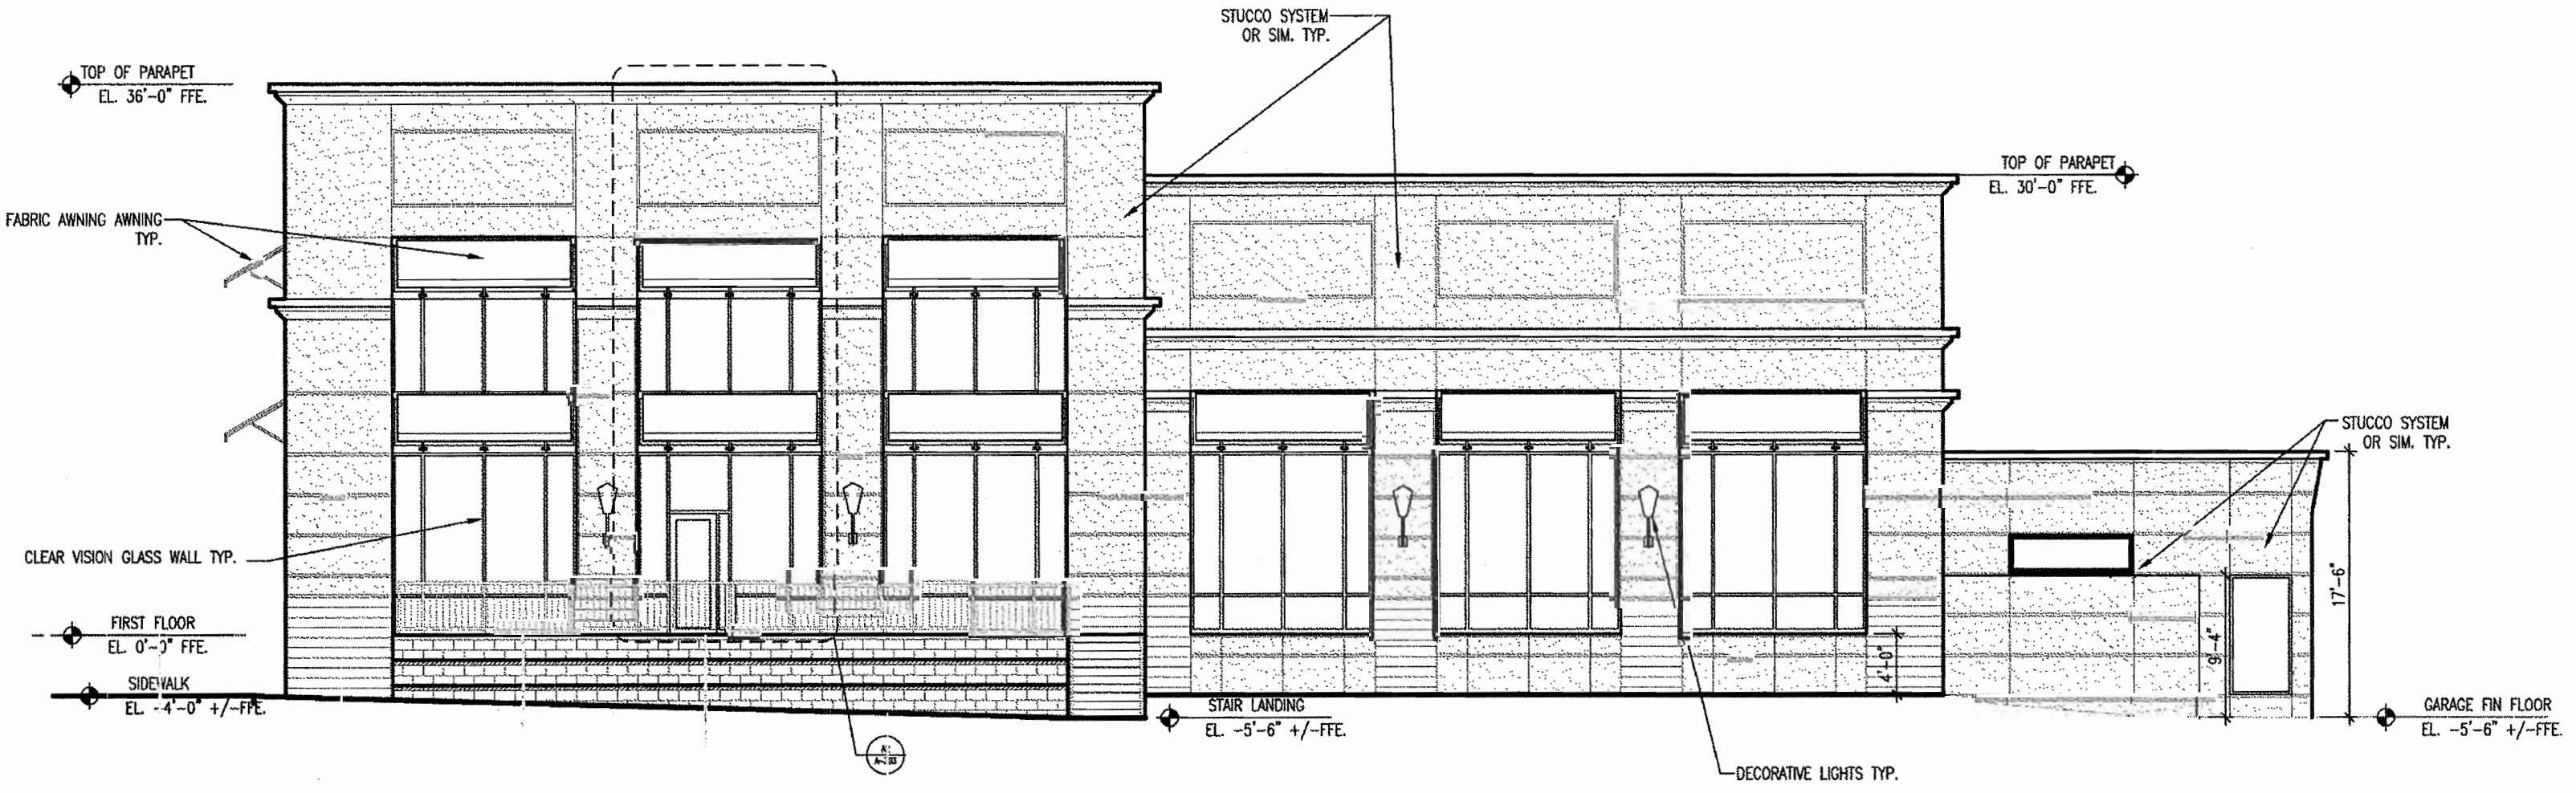 STUCCO SYSTEM
OR SIM. TYP.
TOP OF PARAPET
EL. 36'-0" FFE.
TOP OF PARAPET
EL. 30'-0" FFE.
FABRIC AWNING AWNING
TYP.
STUCCO SYSTEM
OR SIM. TYP.
CLEAR VISION GLASS WALL TYP.
17'-6"
9'-4"
4'-0"
FIRST FLOOR
EL. 0'-0" FFE.
SIDEWALK
EL. -4'-0" +/-FFE.
STAIR LANDING
EL. -5'-6" +/-FFE.
GARAGE FIN FLOOR
EL. -5'-6" +/-FFE.
DECORATIVE LIGHTS TYP.